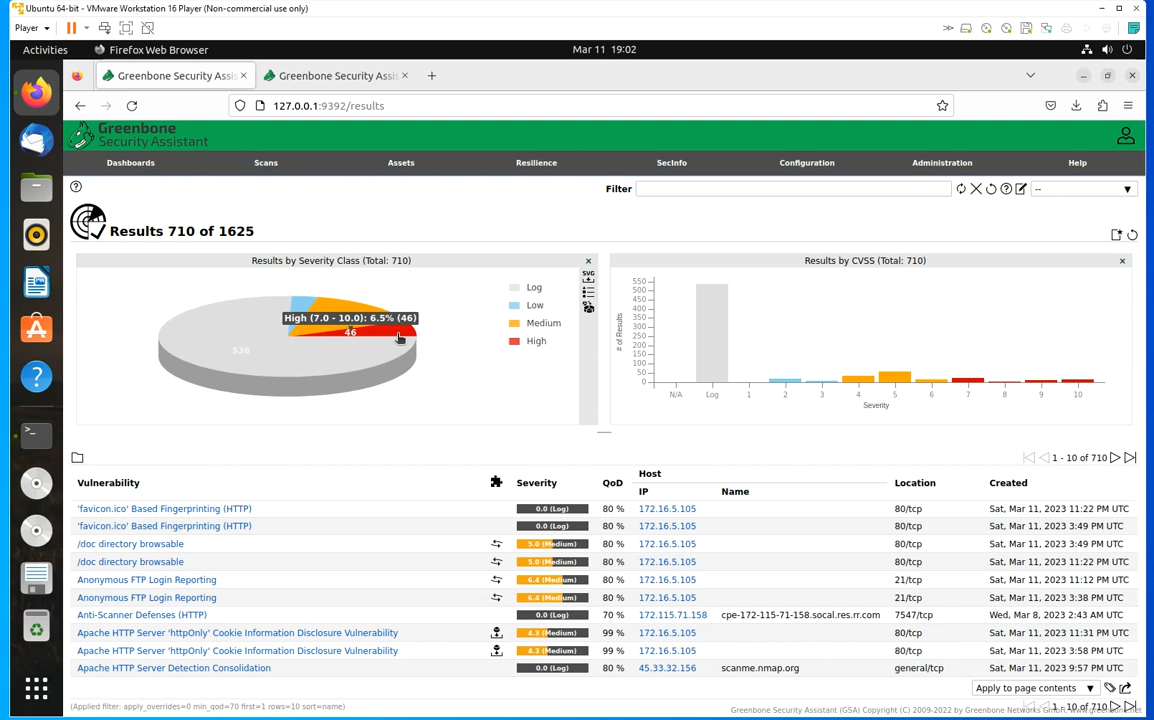 Ubuntu 64-bit - VMware Workstation 16 Player (Non-commercial use only)
Player
Activities Firefox Web Browser Mar 11 19:02
Greenbone Security Assis × Greenbone Security Assis ×
127.0.0.1:9392/results
Greenbone
Security Assistant
Dashboards Scans Assets Resilience SecInfo Configuration Administration Help
Filter --
Results 710 of 1625
Results by Severity Class (Total: 710)
SVG
Log
Low
Medium
High
High (7.0 - 10.0): 6.5% (46)
46
536
Results by CVSS (Total: 710)
# of Results
550
500
450
400
350
300
250
200
150
100
50
0
N/A Log 1 2 3 4 5 6 7 8 9 10
Severity
1 - 10 of 710
Vulnerability Severity QoD Host Location Created
IP Name
'favicon.ico' Based Fingerprinting (HTTP) 0.0 (Log) 80 % 172.16.5.105 80/tcp Sat, Mar 11, 2023 11:22 PM UTC
'favicon.ico' Based Fingerprinting (HTTP) 0.0 (Log) 80 % 172.16.5.105 80/tcp Sat, Mar 11, 2023 3:49 PM UTC
/doc directory browsable 5.0 (Medium) 80 % 172.16.5.105 80/tcp Sat, Mar 11, 2023 3:49 PM UTC
/doc directory browsable 5.0 (Medium) 80 % 172.16.5.105 80/tcp Sat, Mar 11, 2023 11:22 PM UTC
Anonymous FTP Login Reporting 6.4 (Medium) 80 % 172.16.5.105 21/tcp Sat, Mar 11, 2023 11:12 PM UTC
Anonymous FTP Login Reporting 6.4 (Medium) 80 % 172.16.5.105 21/tcp Sat, Mar 11, 2023 3:38 PM UTC
Anti-Scanner Defenses (HTTP) 0.0 (Log) 70 % 172.115.71.158 cpe-172-115-71-158.socal.res.rr.com 7547/tcp Wed, Mar 8, 2023 2:43 AM UTC
Apache HTTP Server 'httpOnly' Cookie Information Disclosure Vulnerability 4.3 (Medium) 99 % 172.16.5.105 80/tcp Sat, Mar 11, 2023 11:31 PM UTC
Apache HTTP Server 'httpOnly' Cookie Information Disclosure Vulnerability 4.3 (Medium) 99 % 172.16.5.105 80/tcp Sat, Mar 11, 2023 3:58 PM UTC
Apache HTTP Server Detection Consolidation 0.0 (Log) 80 % 45.33.32.156 scanme.nmap.org general/tcp Sat, Mar 11, 2023 9:57 PM UTC
Apply to page contents
(Applied filter: apply_overrides=0 min_qod=70 first=1 rows=10 sort=name)
1 - 10 of 710
Greenbone Security Assistant (GSA) Copyright (C) 2009-2022 by Greenbone Networks GmbH, www.greenbone.net